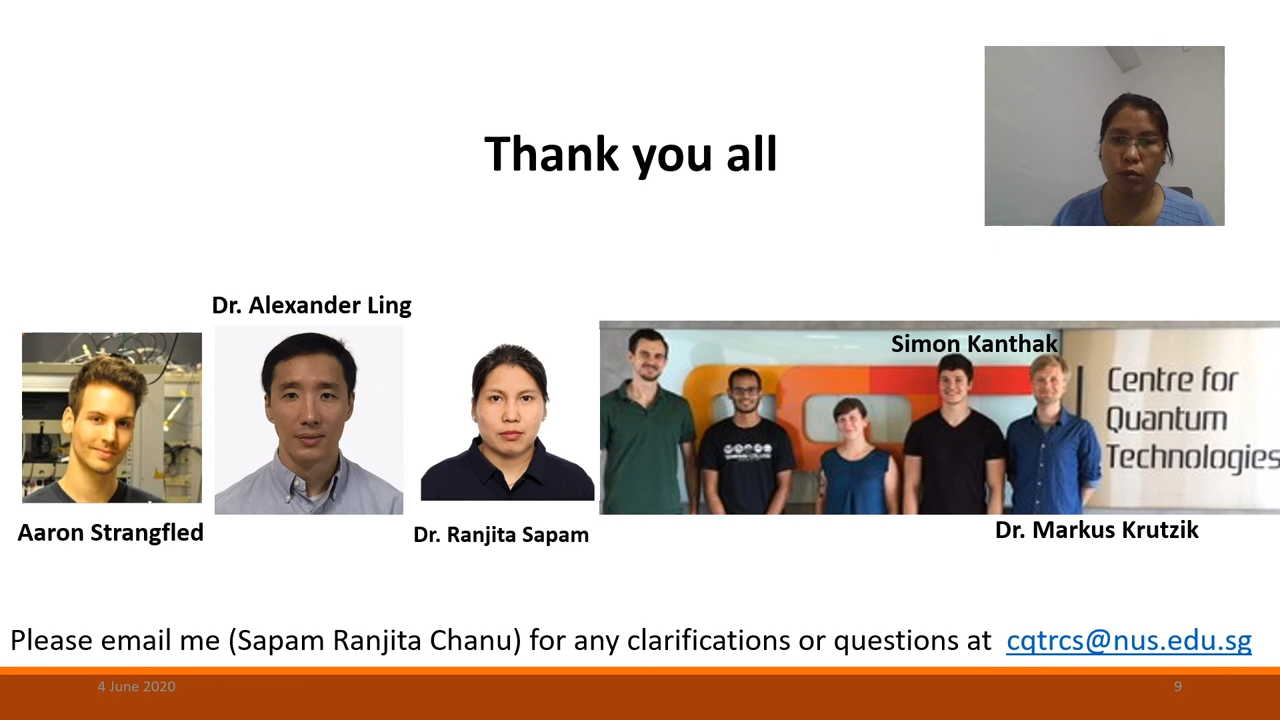 Thank you all
Dr. Alexander Ling
Simon Kanthak
Centre for
Quantum
Technologies
Aaron Strangfled
Dr. Ranjita Sapam
Dr. Markus Krutzik
Please email me (Sapam Ranjita Chanu) for any clarifications or questions at cqtrcs@nus.edu.sg
4 June 2020
9